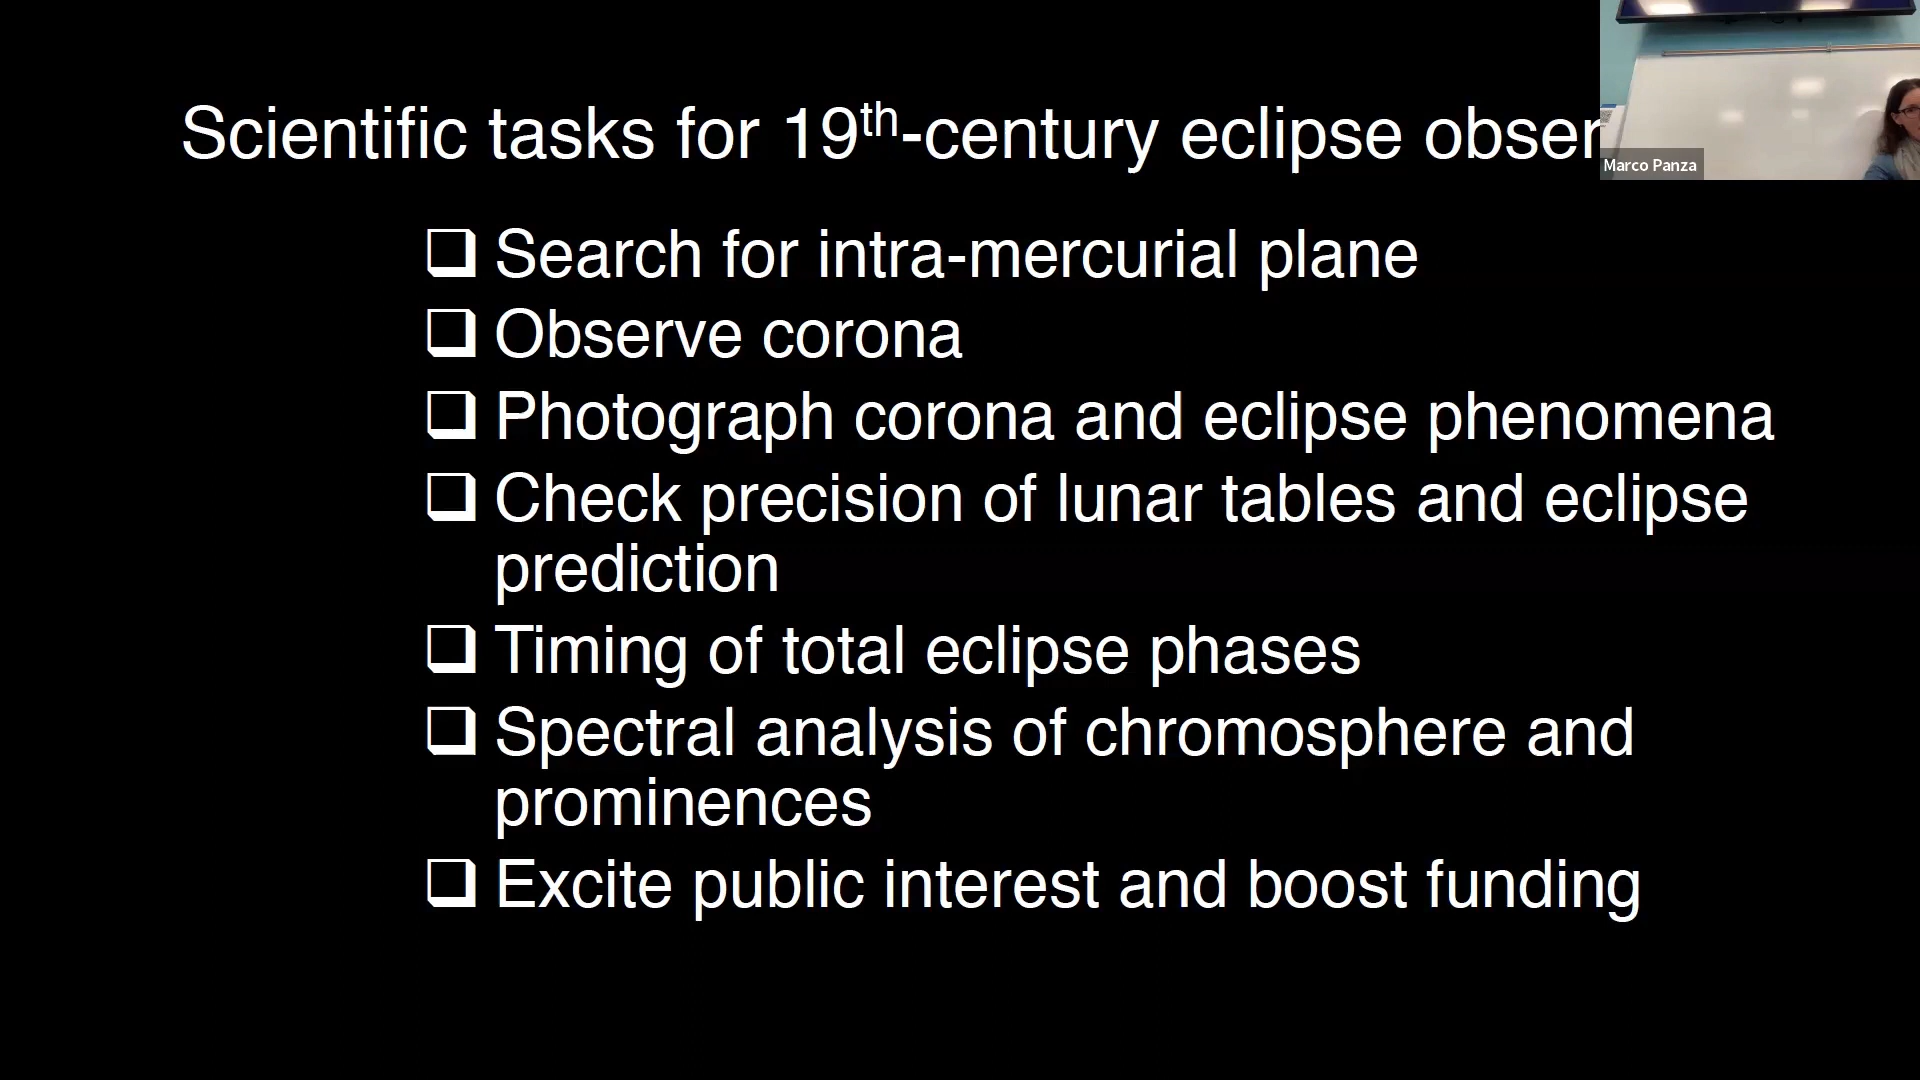 Scientific tasks for 19th-century eclipse obser
Marco Panza
❑ Search for intra-mercurial plane
❑ Observe corona
❑ Photograph corona and eclipse phenomena
❑ Check precision of lunar tables and eclipse
prediction
❑ Timing of total eclipse phases
❑ Spectral analysis of chromosphere and
prominences
❑ Excite public interest and boost funding